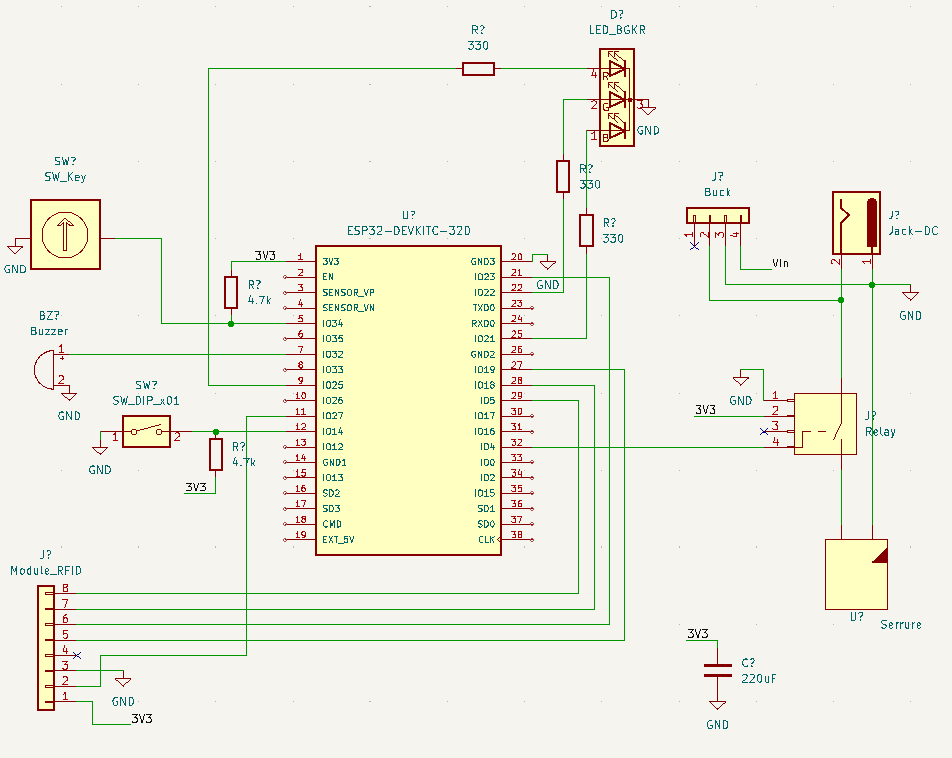 D?
LED_BGKR
R?
330
4
R
2
G
3
1
B
GND
R?
330
R?
330
SW?
SW_Key
GND
U?
ESP32-DEVKITC-32D
3V3
R?
4.7k
1 3V3
2 EN
3 SENSOR_VP
4 SENSOR_VN
5 IO34
6 IO35
7 IO32
8 IO33
9 IO25
10 IO26
11 IO27
12 IO14
13 IO12
14 GND1
15 IO13
16 SD2
17 SD3
18 CMD
19 EXT_5V
GND3 20
IO23 21
IO22 22
TXD0 23
RXD0 24
IO21 25
GND2 26
IO19 27
IO18 28
IO5 29
IO17 30
IO16 31
IO4 32
IO0 33
IO2 34
IO15 35
SD1 36
SD0 37
CLK 38
GND
J?
Buck
1 2 3 4
Vin
J?
Jack-DC
2 1
GND
BZ?
Buzzer
1
+
2
GND
SW?
SW_DIP_x01
1 2
GND
R?
4.7k
3V3
GND
3V3
1
2
3
4
J?
Relay
U?
Serrure
J?
Module_RFID
8
7
6
5
4
3
2
1
GND
3V3
3V3
C?
220uF
GND